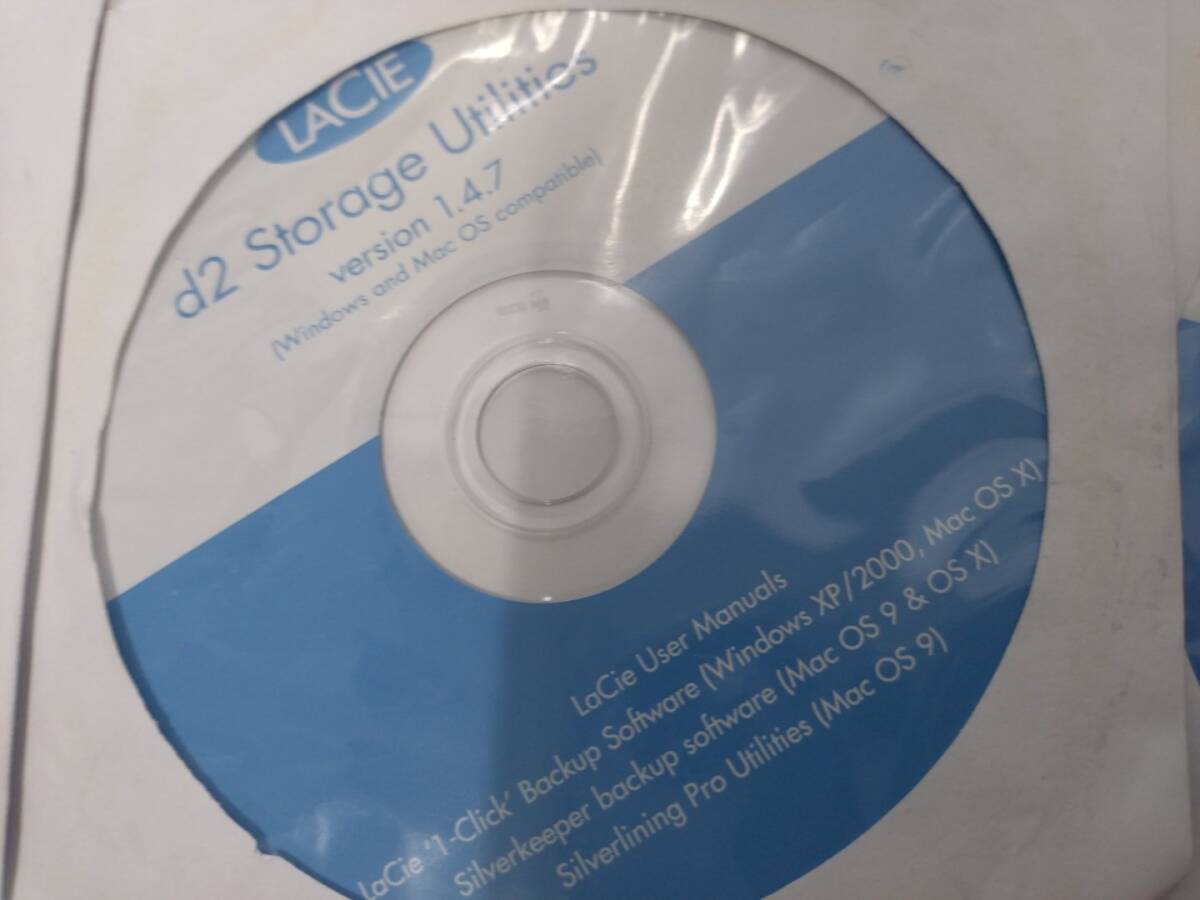 LACIE
d2 Storage Utilities
version 1.4.7
(Windows and Mac OS compatible)
LaCie User Manuals
LaCie '1-Click' Backup Software (Windows XP/2000, Mac OS X)
Silverkeeper backup software (Mac OS 9 & OS X)
Silverlining Pro Utilities (Mac OS 9)